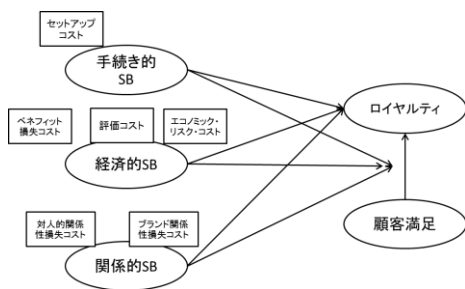 セットアップ
コスト
手続き的
SB
ベネフィット
損失コスト
評価コスト
エコノミック・
リスク・コスト
経済的SB
対人的関係
性損失コスト
ブランド関係
性損失コスト
関係的SB
ロイヤルティ
顧客満足